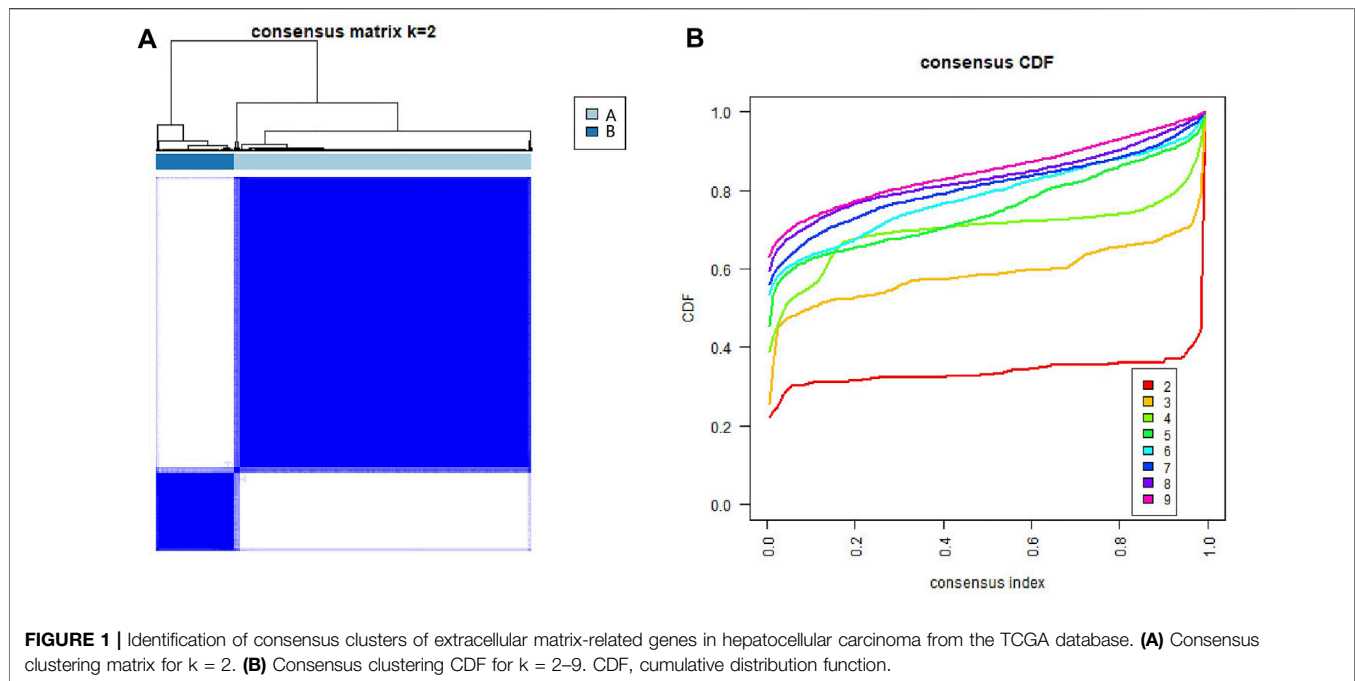 A
consensus matrix k=2
A
B
B
consensus CDF
CDF
1.0
0.8
0.6
0.4
0.2
0.0
0.0
0.2
0.4
0.6
0.8
1.0
consensus index
2
3
4
5
6
7
8
9
FIGURE 1 | Identification of consensus clusters of extracellular matrix-related genes in hepatocellular carcinoma from the TCGA database. (A) Consensus
clustering matrix for k = 2. (B) Consensus clustering CDF for k = 2–9. CDF, cumulative distribution function.